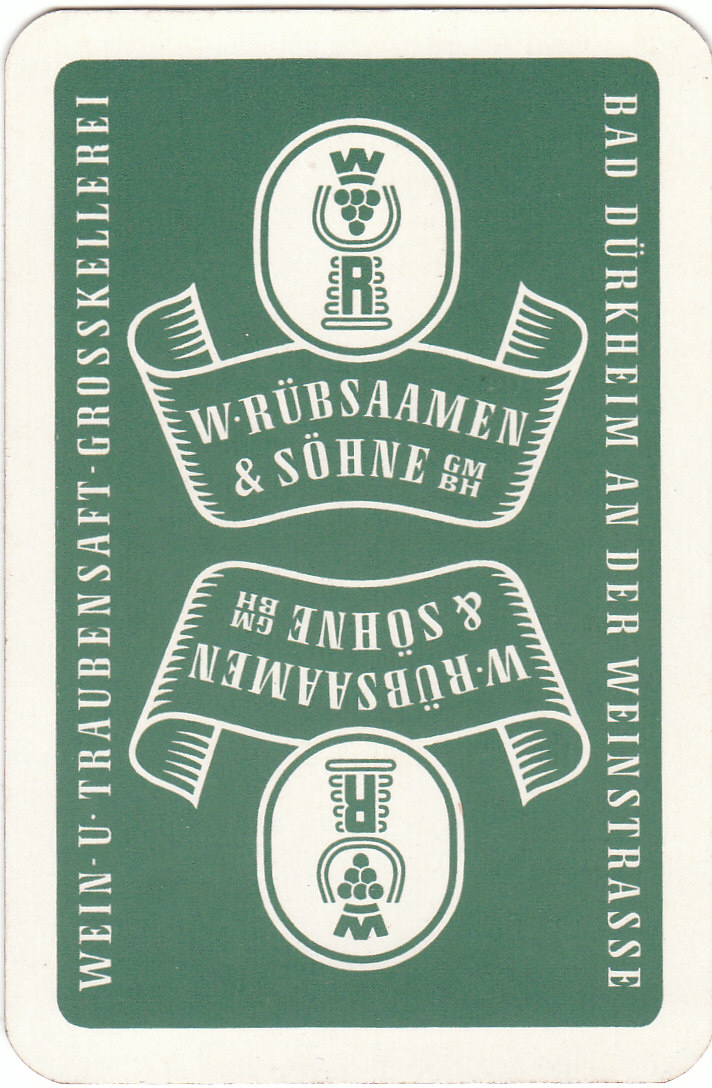 WEIN-U·TRAUBENSAFT-GROSSKELLEREI
BAD DÜRKHEIM AN DER WEINSTRASSE
W
R
W·RÜBSAAMEN
& SÖHNE GMBH
W·RÜBSAAMEN
& SÖHNE GMBH
R
W